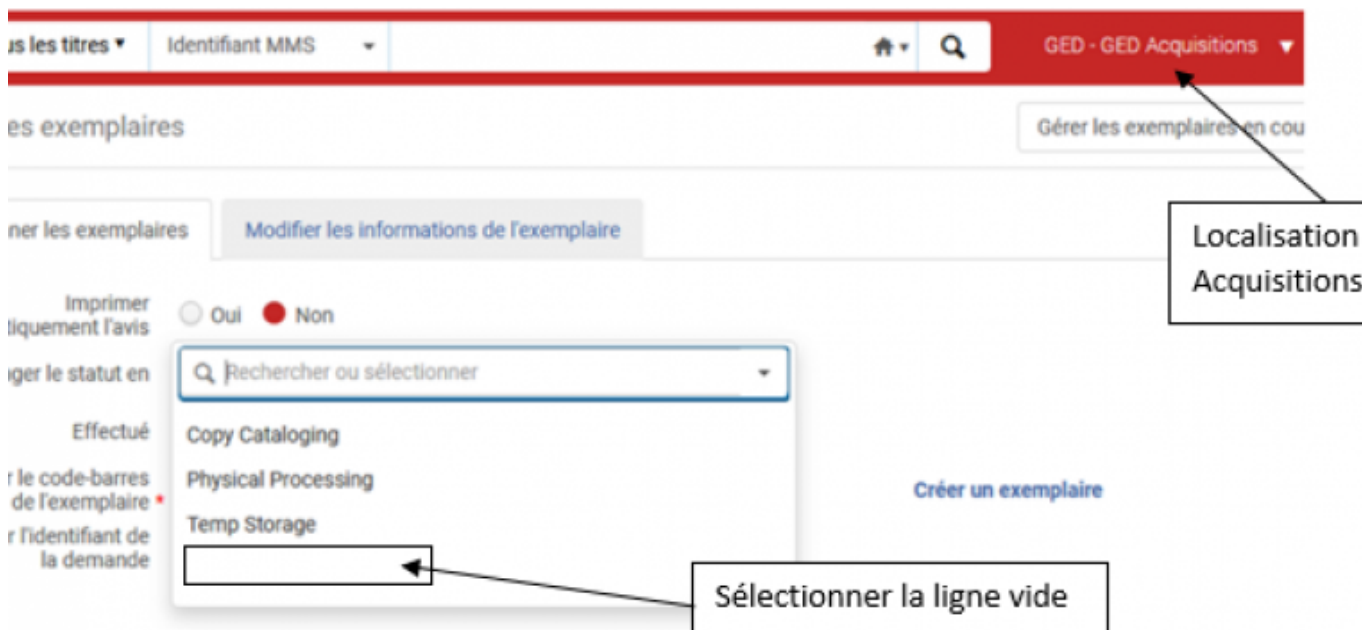 us les titres ▾ Identifiant MMS GED - GED Acquisitions
es exemplaires Gérer les exemplaires en cou
ner les exemplaires Modifier les informations de l'exemplaire
Localisation
Acquisitions
Imprimer
tiquement l'avis Oui Non
ger le statut en Rechercher ou sélectionner
Effectué Copy Cataloging
r le code-barres
de l'exemplaire * Physical Processing Créer un exemplaire
r l'identifiant de
la demande Temp Storage
Sélectionner la ligne vide